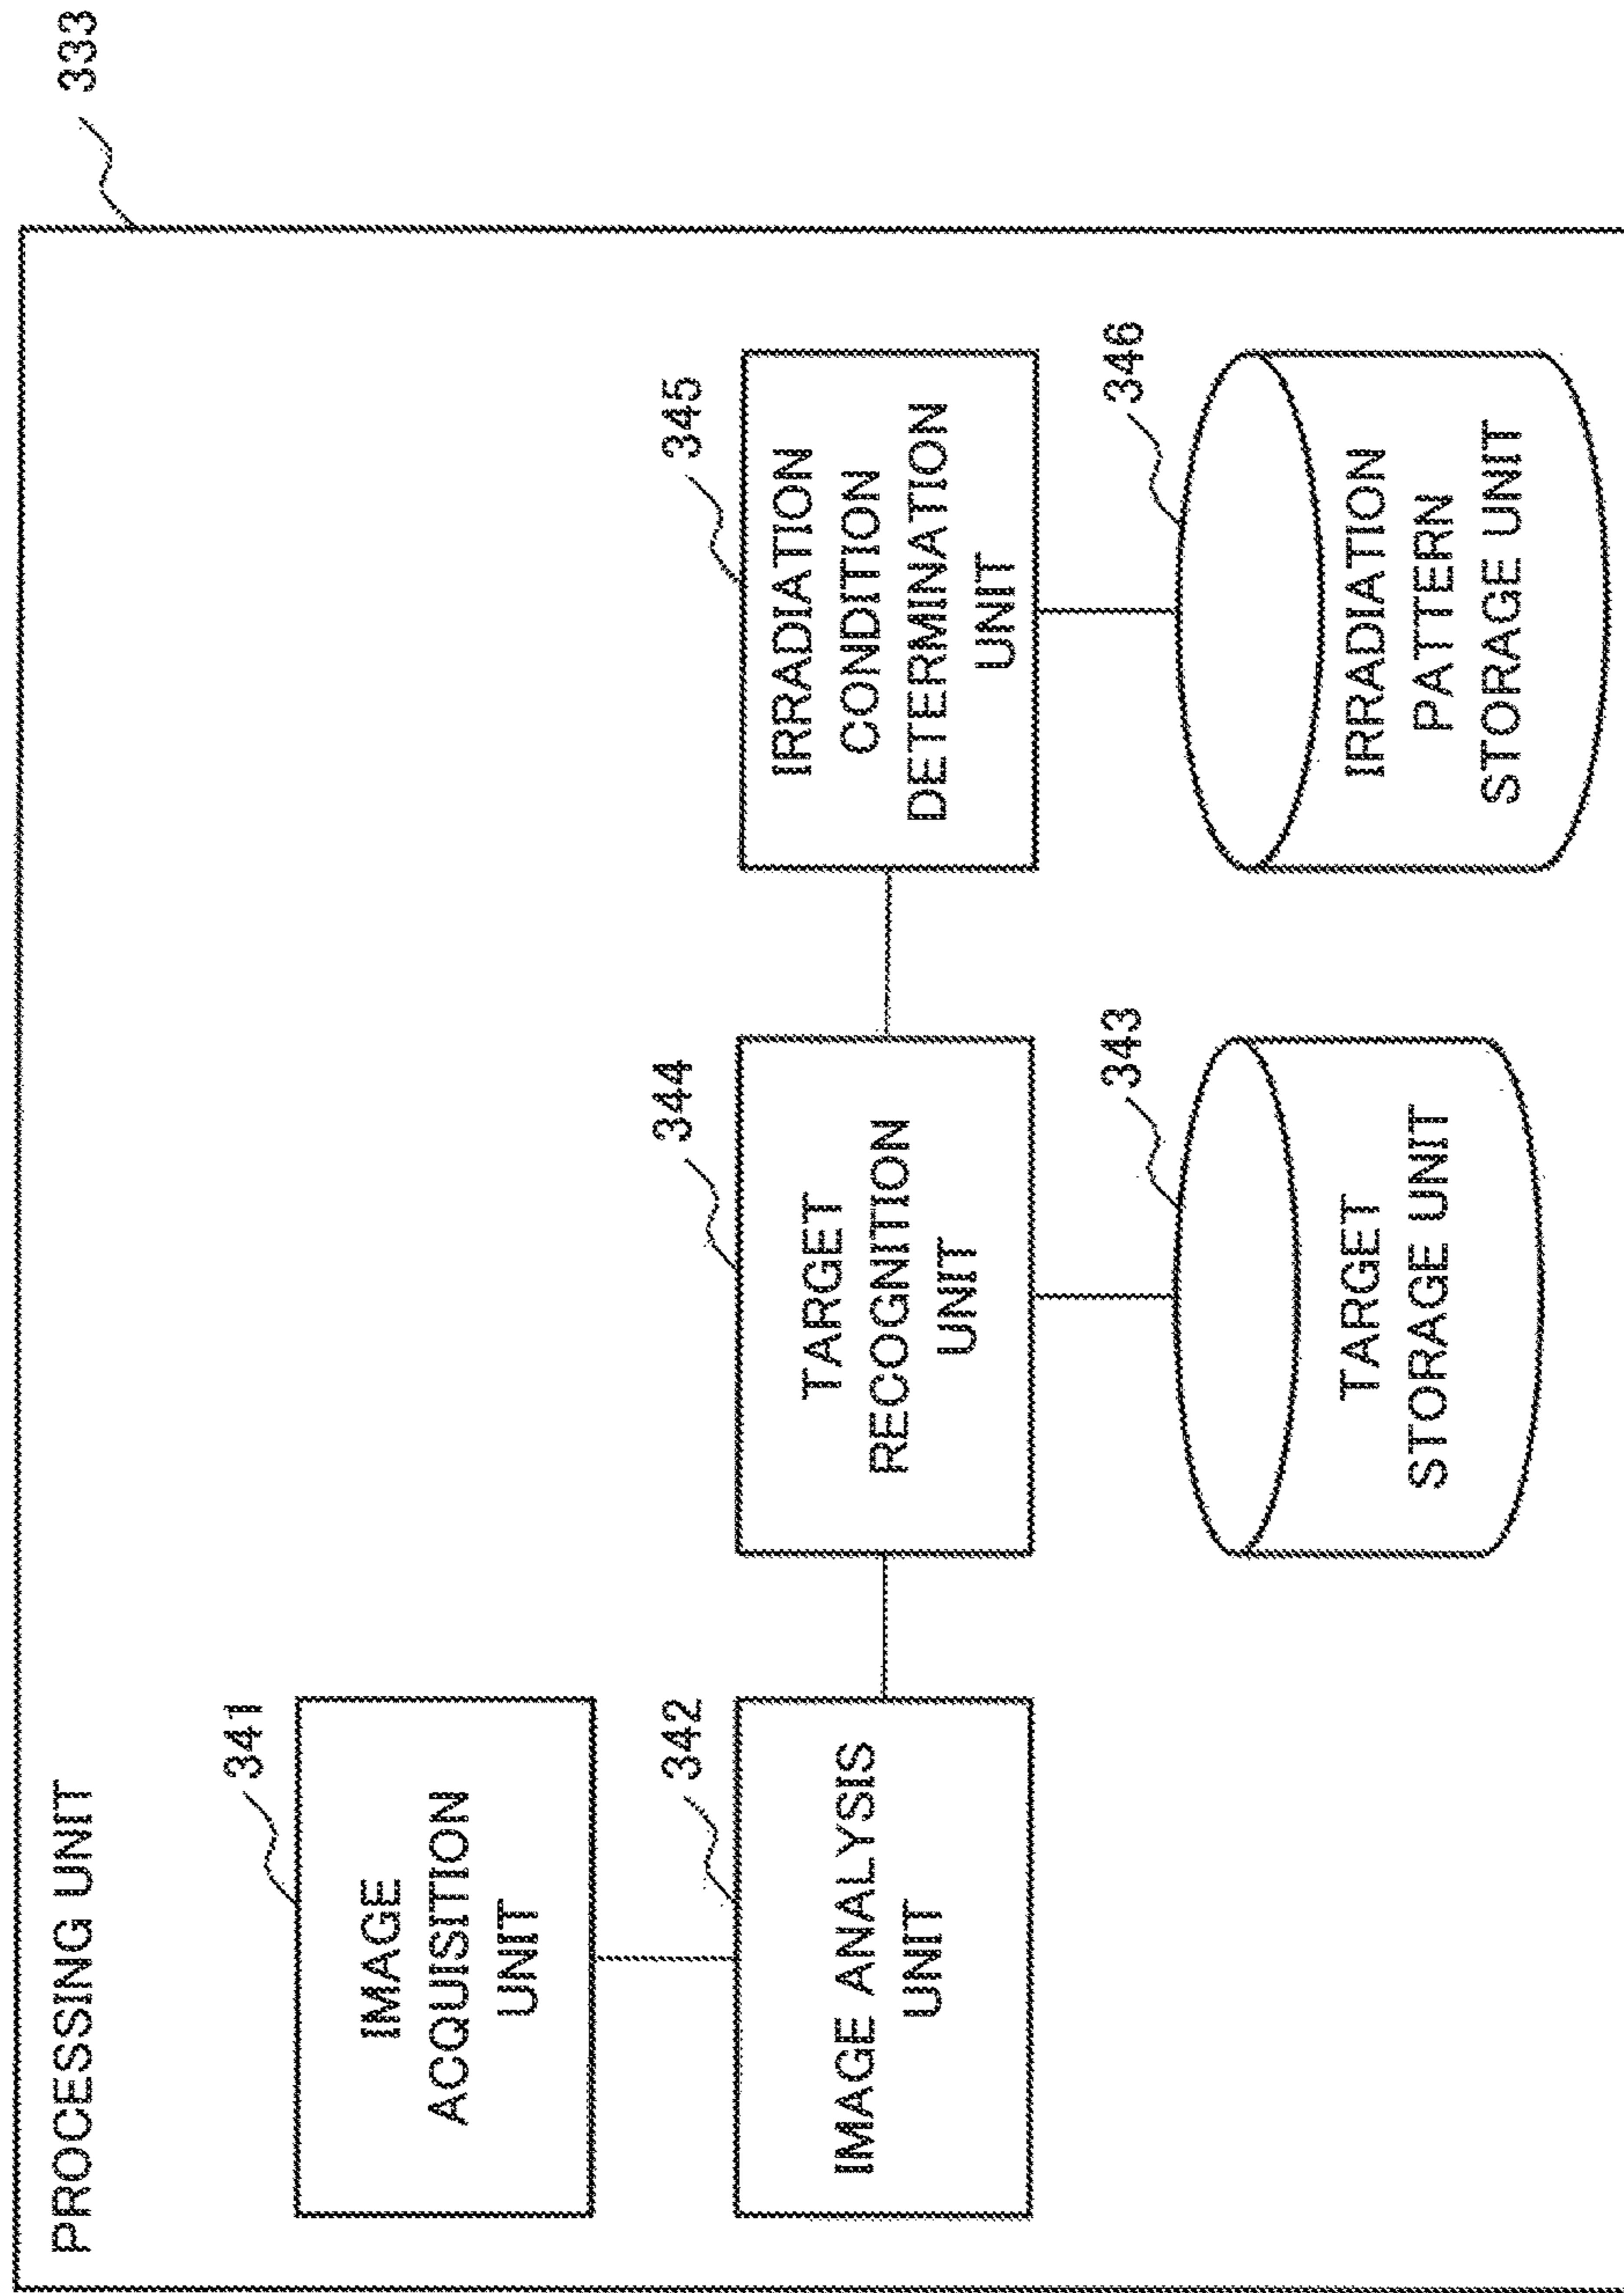 333
PROCESSING UNIT
341
IMAGE
ACQUISITION
UNIT
342
IMAGE ANALYSIS
UNIT
344
TARGET
RECOGNITION
UNIT
345
IRRADIATION
CONDITION
DETERMINATION
UNIT
343
TARGET
STORAGE UNIT
346
IRRADIATION
PATTERN
STORAGE UNIT